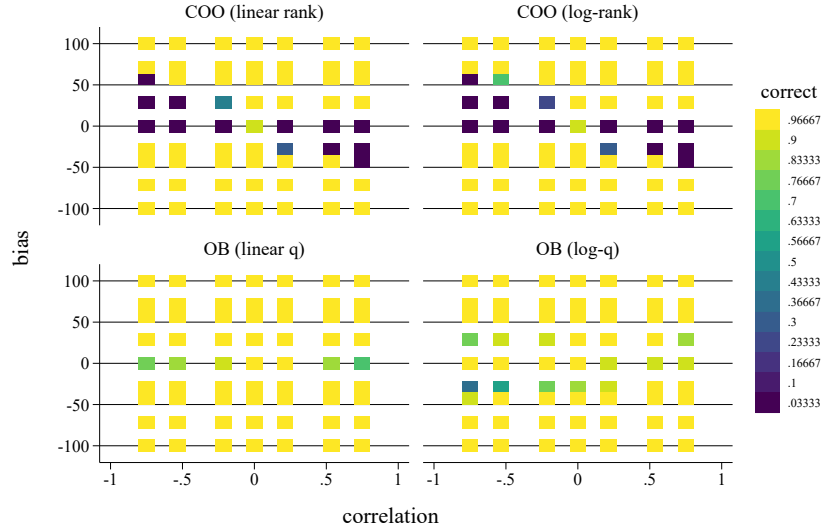 COO (linear rank)
COO (log-rank)
100
50
0
-50
-100
correct
.96667
.9
.83333
.76667
.7
.63333
.56667
.5
.43333
.36667
.3
.23333
.16667
.1
.03333
bias
OB (linear q)
OB (log-q)
100
50
0
-50
-100
-1 -.5 0 .5 1
-1 -.5 0 .5 1
correlation